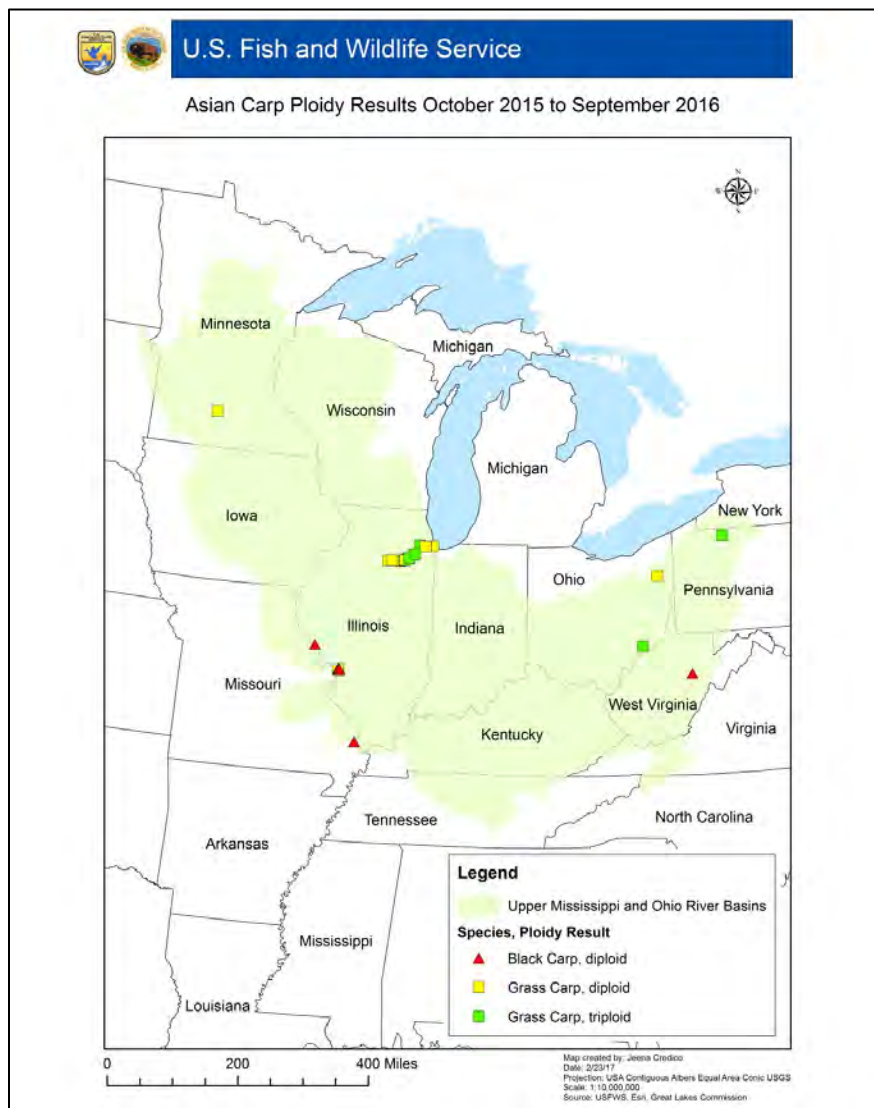 U.S. Fish and Wildlife Service
Asian Carp Ploidy Results October 2015 to September 2016
N
W
S
Minnesota
Michigan
Wisconsin
Michigan
New York
Iowa
Ohio
Pennsylvania
Illinois
Indiana
Missouri
West Virginia
Virginia
Kentucky
North Carolina
Tennessee
Arkansas
Mississippi
Louisiana
Legend
Upper Mississippi and Ohio River Basins
Species, Ploidy Result
Black Carp, diploid
Grass Carp, diploid
Grass Carp, triploid
0 200 400 Miles
Map created by: Jeena Credico
Date: 2/23/17
Projection: USA Contiguous Albers Equal Area Conic USGS
Scale: 1:10,000,000
Source: USFWS, Esri, Great Lakes Commission